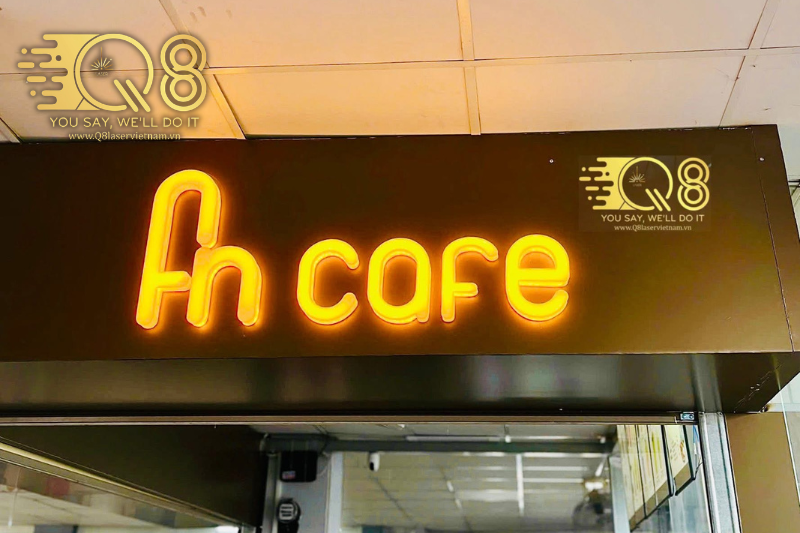 Q8
YOU SAY, WE'LL DO IT
www.Q8laservietnam.vn
An cafe
Q8
YOU SAY, WE'LL DO IT
www.Q8laservietnam.vn